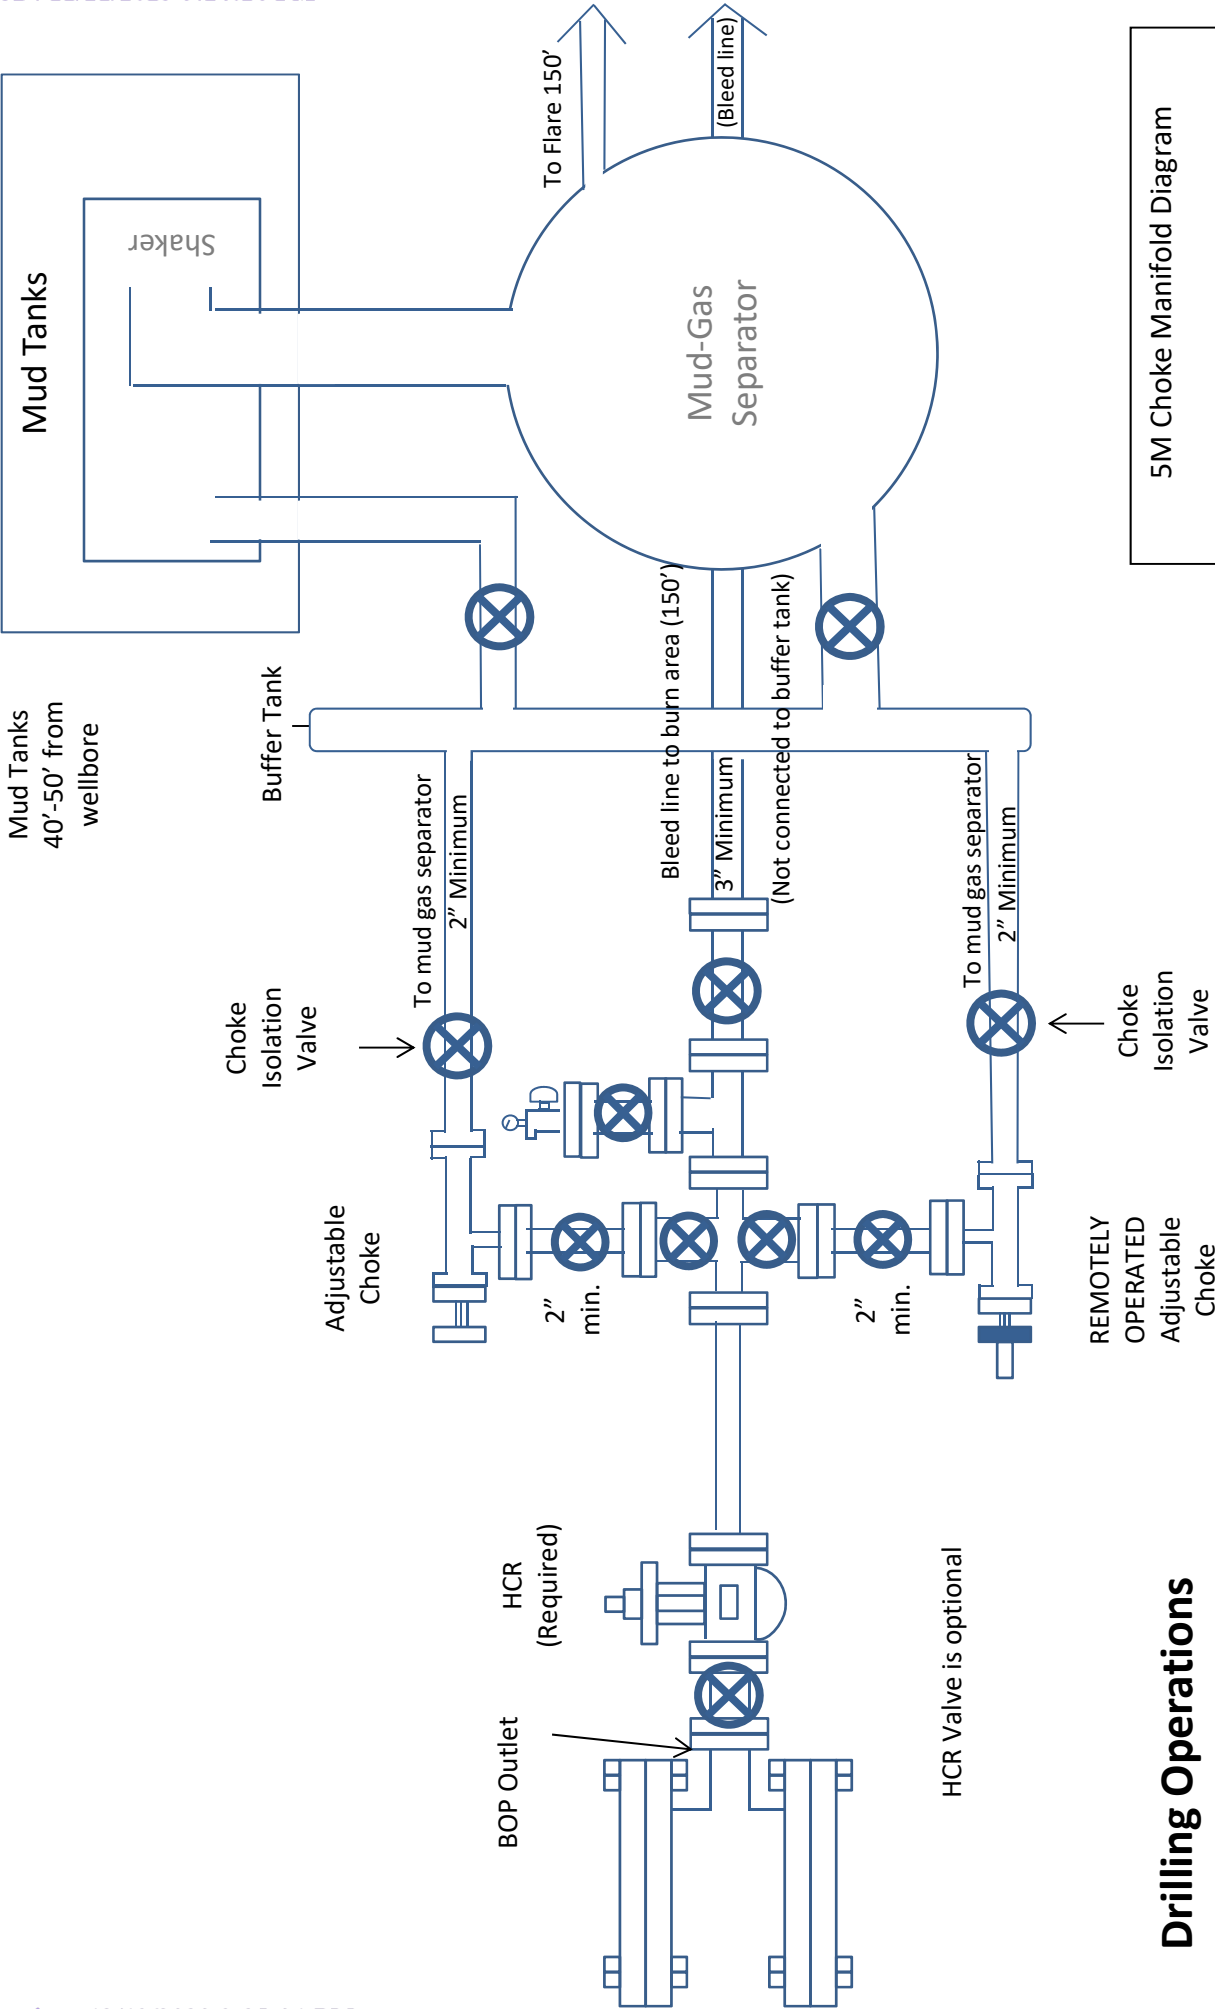 Mud Tanks
Shaker
Mud Tanks
40’-50’ from
wellbore
Buffer Tank
To Flare 150’
(Bleed line)
Mud-Gas
Separator
Choke
Isolation
Valve
To mud gas separator
2” Minimum
Bleed line to burn area (150’)
3” Minimum
(Not connected to buffer tank)
To mud gas separator
2” Minimum
Choke
Isolation
Valve
Adjustable
Choke
2”
min.
2”
min.
REMOTELY
OPERATED
Adjustable
Choke
HCR
(Required)
BOP Outlet
HCR Valve is optional
Drilling Operations
5M Choke Manifold Diagram